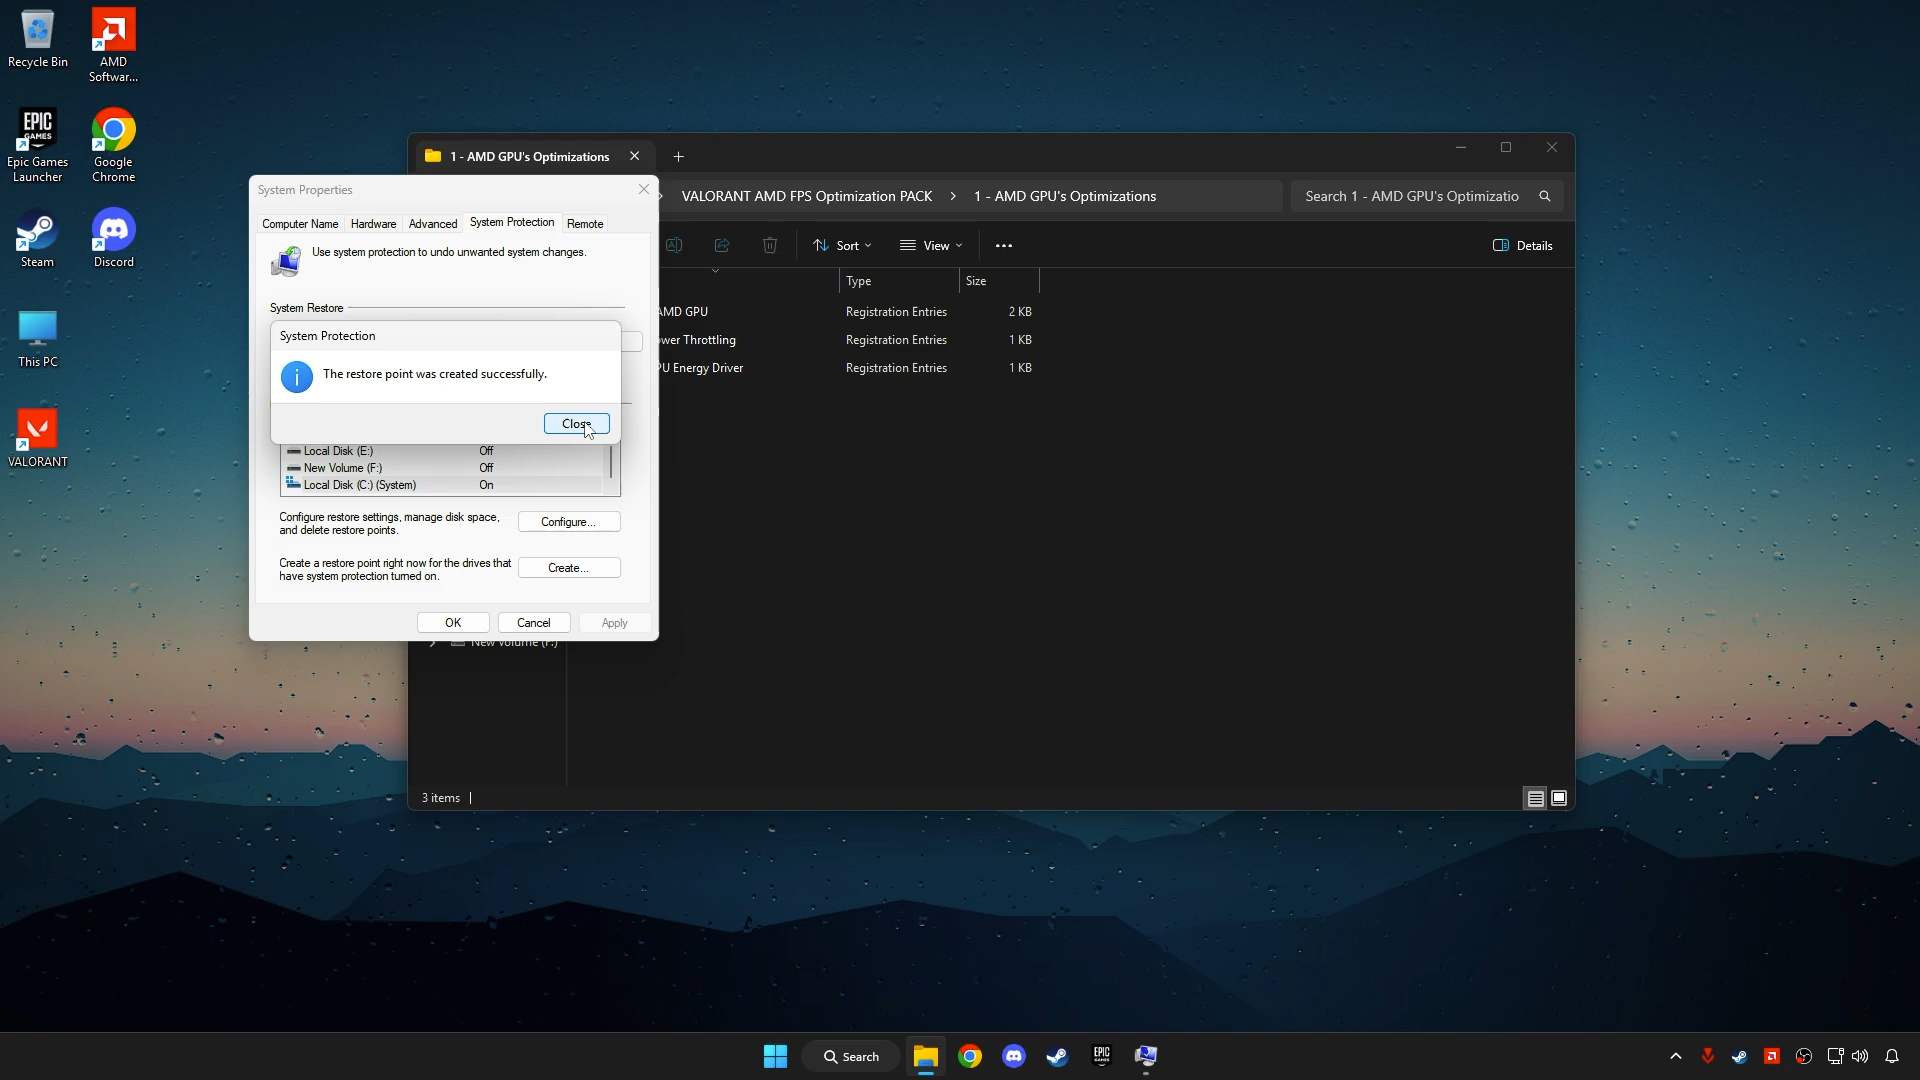 Recycle Bin
AMD
Softwar...
Epic Games
Launcher
Google
Chrome
Steam
Discord
This PC
VALORANT
1 - AMD GPU's Optimizations
VALORANT AMD FPS Optimization PACK > 1 - AMD GPU's Optimizations
Search 1 - AMD GPU's Optimizatio
Sort
View
Details
Type
Size
AMD GPU
Registration Entries
2 KB
wer Throttling
Registration Entries
1 KB
PU Energy Driver
Registration Entries
1 KB
New Volume (F:)
3 items
System Properties
Computer Name
Hardware
Advanced
System Protection
Remote
Use system protection to undo unwanted system changes.
System Restore
System Protection
The restore point was created successfully.
Close
Local Disk (E:)
Off
New Volume (F:)
Off
Local Disk (C:) (System)
On
Configure restore settings, manage disk space,
and delete restore points.
Configure...
Create a restore point right now for the drives that
have system protection turned on.
Create...
OK
Cancel
Apply
Search
EPIC
GAMES